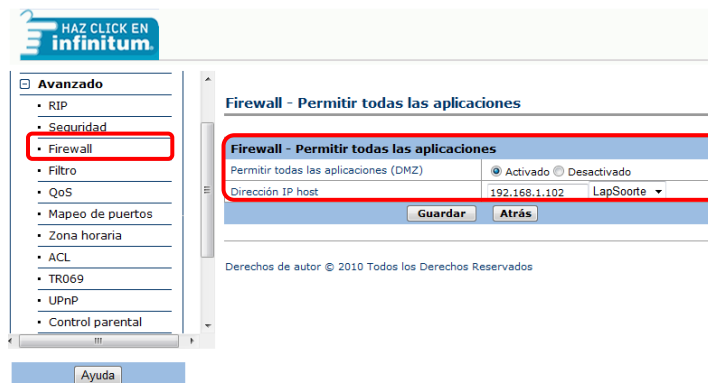 HAZ CLICK EN
infinitum.
Avanzado
RIP
Seguridad
Firewall
Filtro
QoS
Mapeo de puertos
Zona horaria
ACL
TR069
UPnP
Control parental
Ayuda
Firewall - Permitir todas las aplicaciones
Firewall - Permitir todas las aplicaciones
Permitir todas las aplicaciones (DMZ) Activado Desactivado
Dirección IP host 192.168.1.102 LapSoorte
Guardar Atrás
Derechos de autor © 2010 Todos los Derechos Reservados